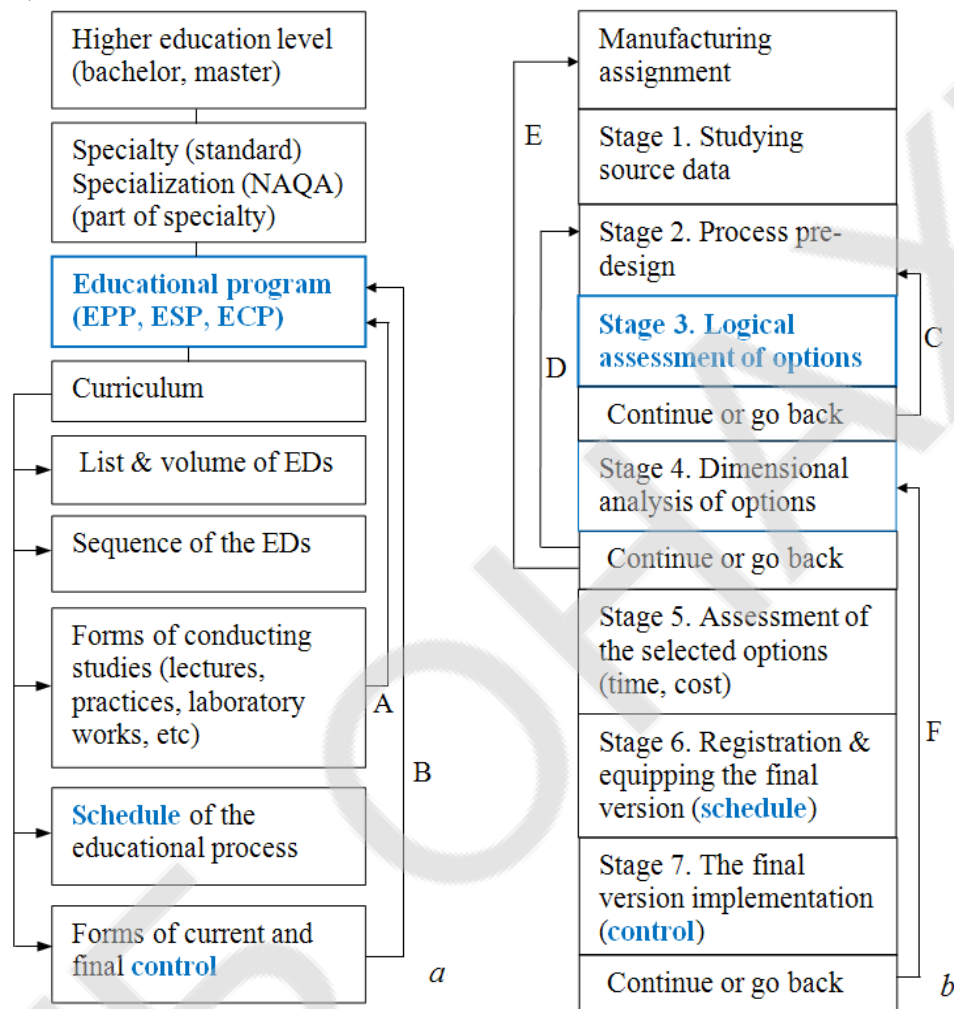 Higher education level
(bachelor, master)
Specialty (standard)
Specialization (NAQA)
(part of specialty)
Educational program
(EPP, ESP, ECP)
Curriculum
List & volume of EDs
Sequence of the EDs
Forms of conducting
studies (lectures,
practices, laboratory
works, etc)
A
B
Schedule of the
educational process
Forms of current and
final control
a
Manufacturing
assignment
E
Stage 1. Studying
source data
Stage 2. Process pre-
design
Stage 3. Logical
assessment of options
C
D
Continue or go back
Stage 4. Dimensional
analysis of options
Continue or go back
Stage 5. Assessment of
the selected options
(time, cost)
F
Stage 6. Registration &
equipping the final
version (schedule)
Stage 7. The final
version implementation
(control)
Continue or go back
b